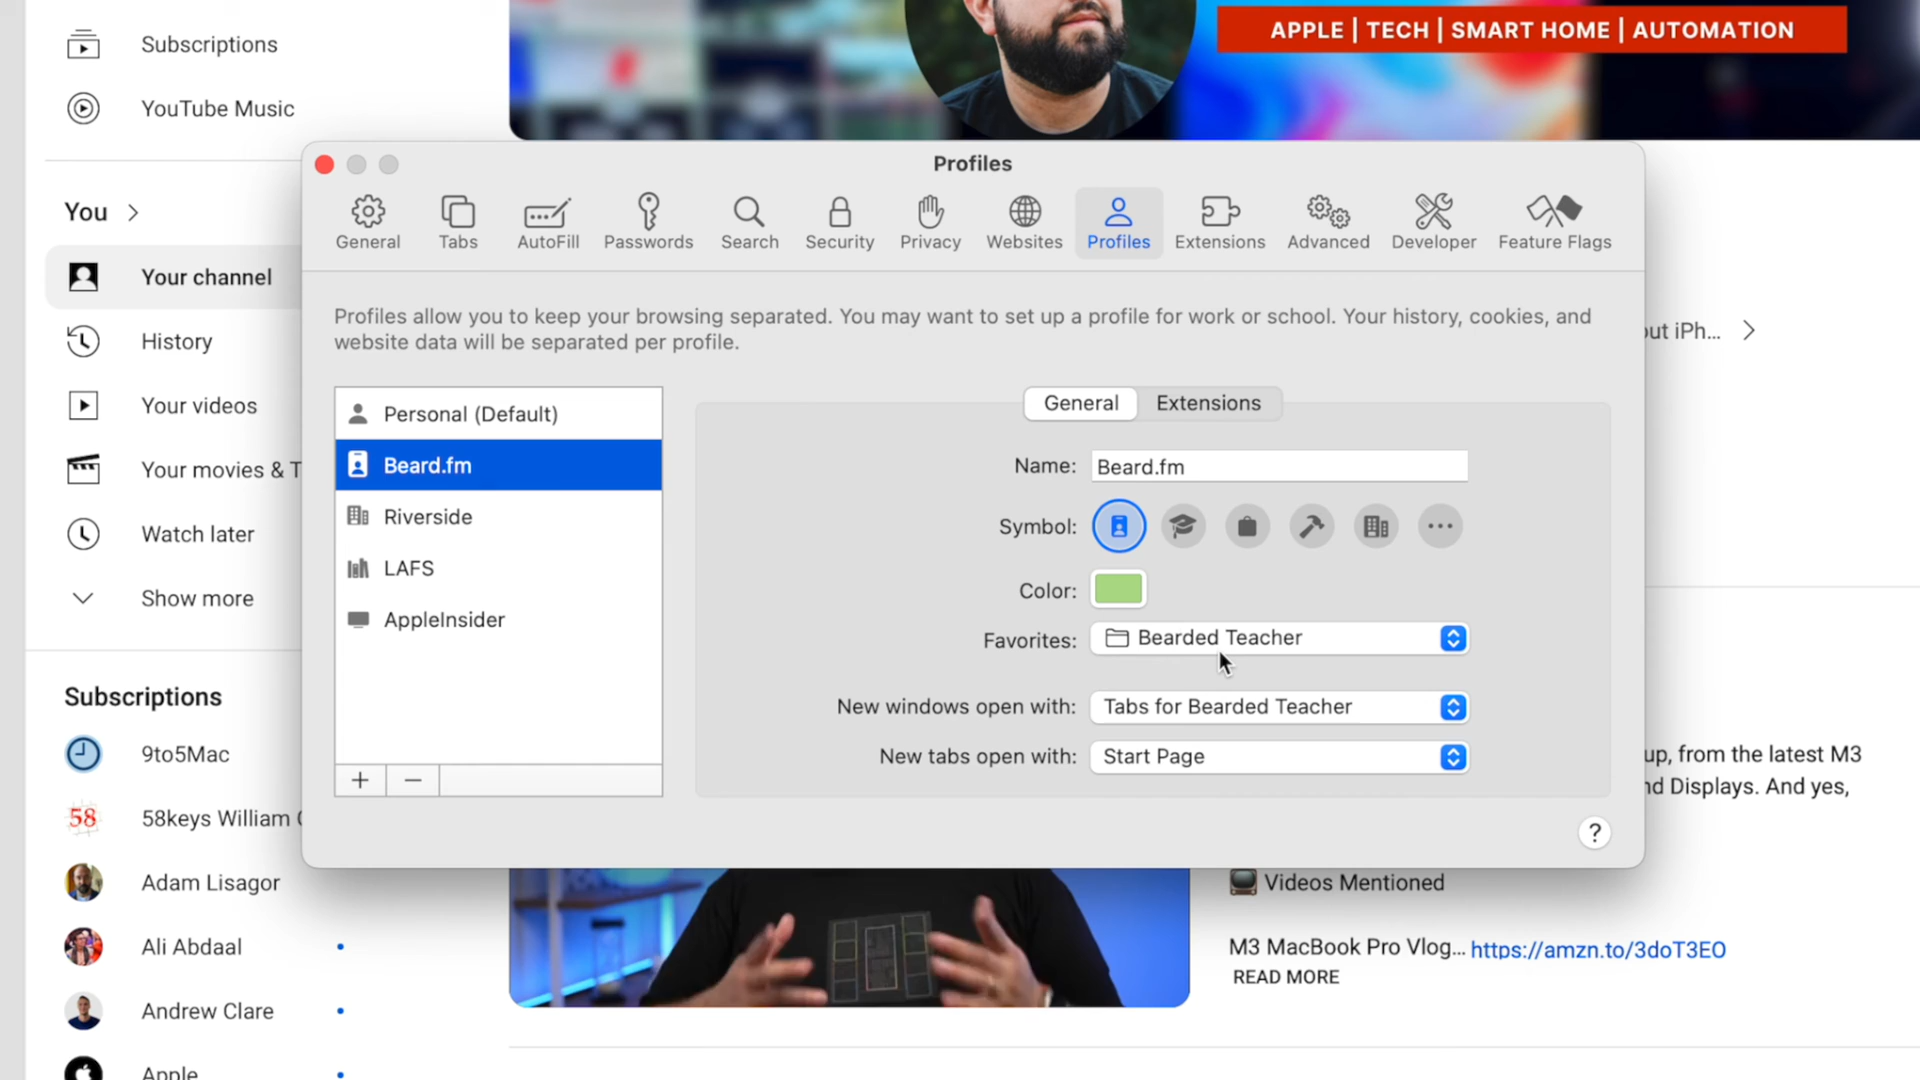 Subscriptions
YouTube Music
You
Your channel
History
Your videos
Your movies & T
Watch later
Show more
Subscriptions
9to5Mac
58
58keys William
Adam Lisagor
Ali Abdaal
Andrew Clare
Apple
APPLE | TECH | SMART HOME | AUTOMATION
Profiles
General
Tabs
AutoFill
Passwords
Search
Security
Privacy
Websites
Profiles
Extensions
Advanced
Developer
Feature Flags
Profiles allow you to keep your browsing separated. You may want to set up a profile for work or school. Your history, cookies, and
website data will be separated per profile.
Personal (Default)
Beard.fm
Riverside
LAFS
AppleInsider
+
−
General
Extensions
Name: Beard.fm
Symbol:
Color:
Favorites: Bearded Teacher
New windows open with: Tabs for Bearded Teacher
New tabs open with: Start Page
?
out iPh...
up, from the latest M3
nd Displays. And yes,
Videos Mentioned
M3 MacBook Pro Vlog... https://amzn.to/3doT3EO
READ MORE